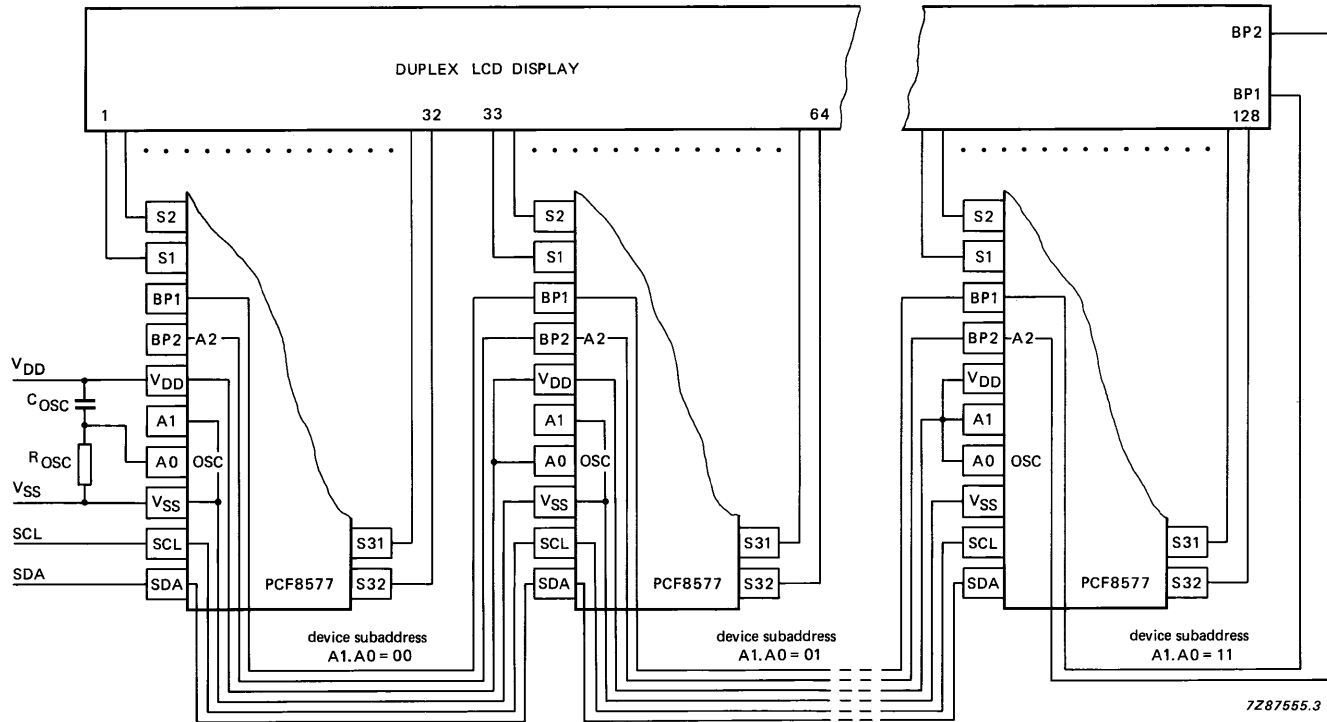 BP2
DUPLEX LCD DISPLAY
BP1
1 32 33 64 128
S2 S2 S2
S1 S1 S1
BP1 BP1 BP1
BP2 A2 BP2 A2 BP2 A2
VDD VDD VDD VDD
COSC
A1 A1 A1
ROSC A0 OSC A0 OSC A0 OSC
VSS VSS VSS VSS
SCL SCL S31 SCL S31 SCL S31
SDA SDA PCF8577 S32 SDA PCF8577 S32 SDA PCF8577 S32
device subaddress device subaddress device subaddress
A1.A0 = 00 A1.A0 = 01 A1.A0 = 11
7Z87555.3